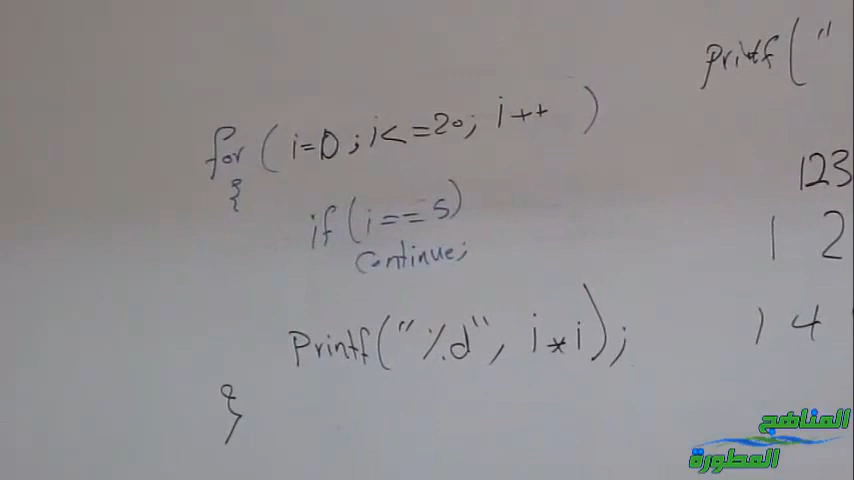 for (i=0; i<=20; i++ )
{
if (i==5)
Continue;
Printf("%d", i*i);
}
printf("
123
1 2
1 4
المناهج
المطورة